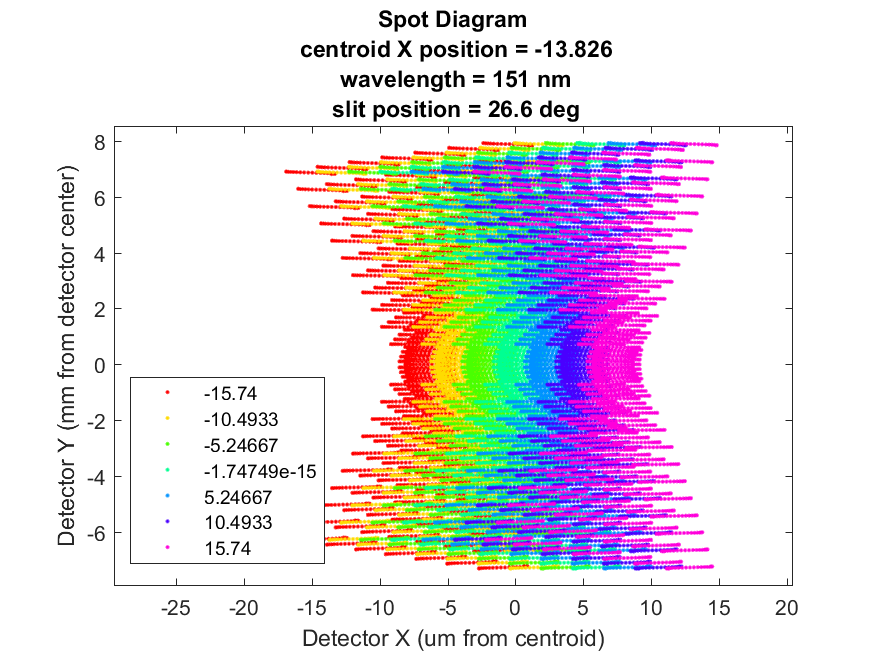 Spot Diagram
centroid X position = -13.826
wavelength = 151 nm
slit position = 26.6 deg
8
6
4
2
0
-2
-4
-6
Detector Y (mm from detector center)
-15.74
-10.4933
-5.24667
-1.74749e-15
5.24667
10.4933
15.74
-25 -20 -15 -10 -5 0 5 10 15 20
Detector X (um from centroid)